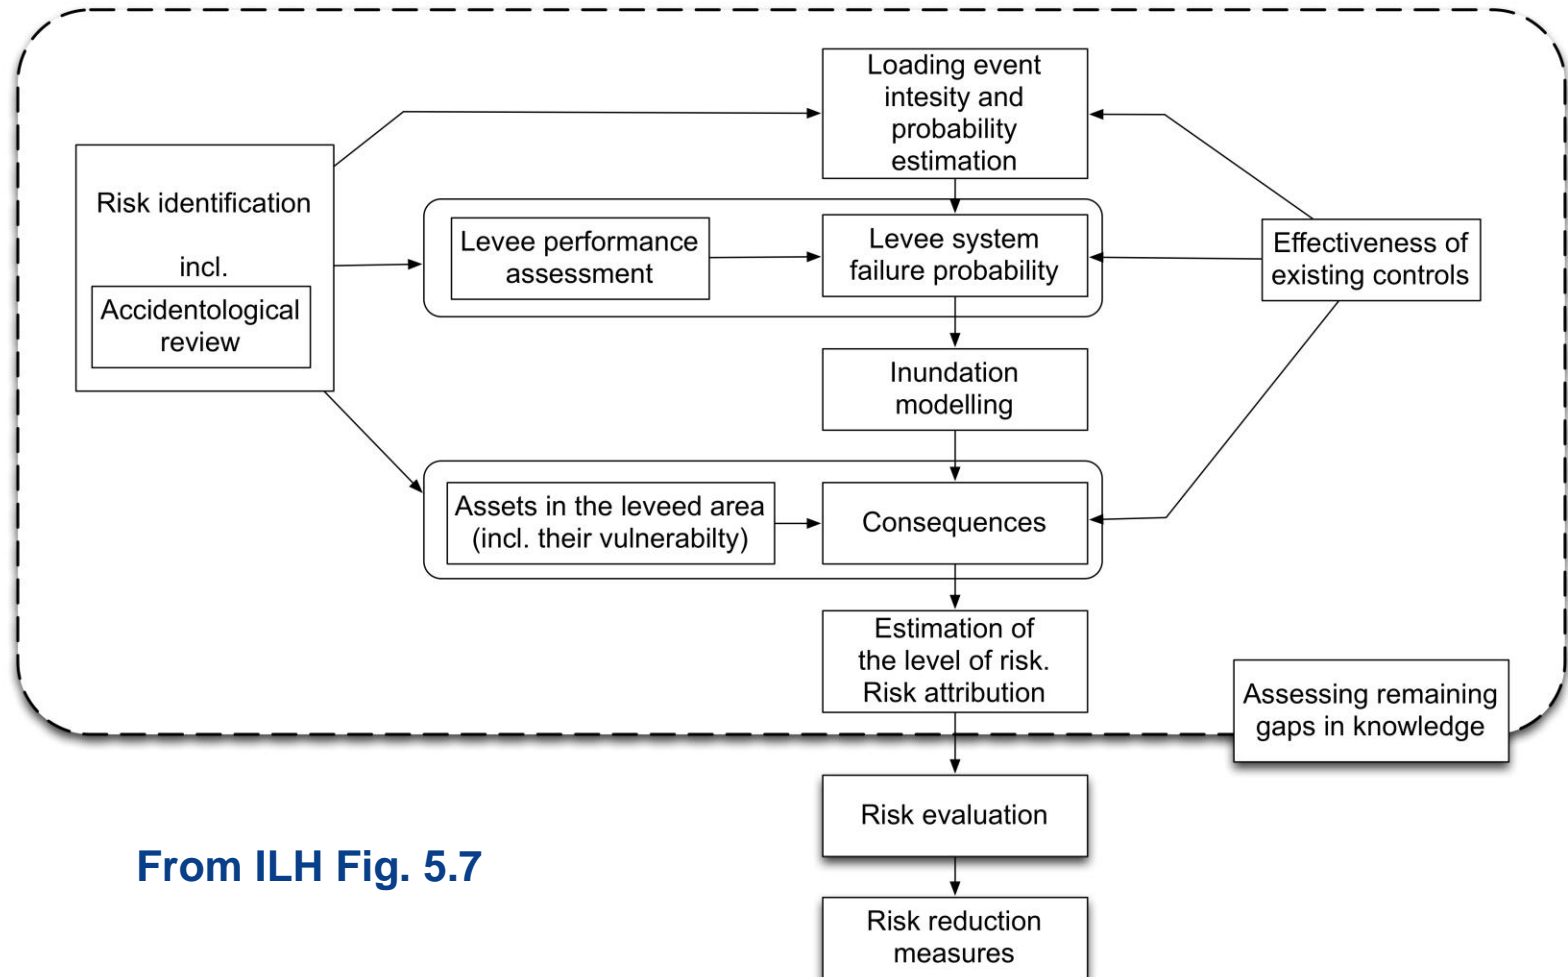 Loading event
intesity and
probability
estimation
Risk identification
incl.
Accidentological
review
Levee performance
assessment
Levee system
failure probability
Effectiveness of
existing controls
Inundation
modelling
Assets in the leveed area
(incl. their vulnerabilty)
Consequences
Estimation of
the level of risk.
Risk attribution
Assessing remaining
gaps in knowledge
Risk evaluation
From ILH Fig. 5.7
Risk reduction
measures